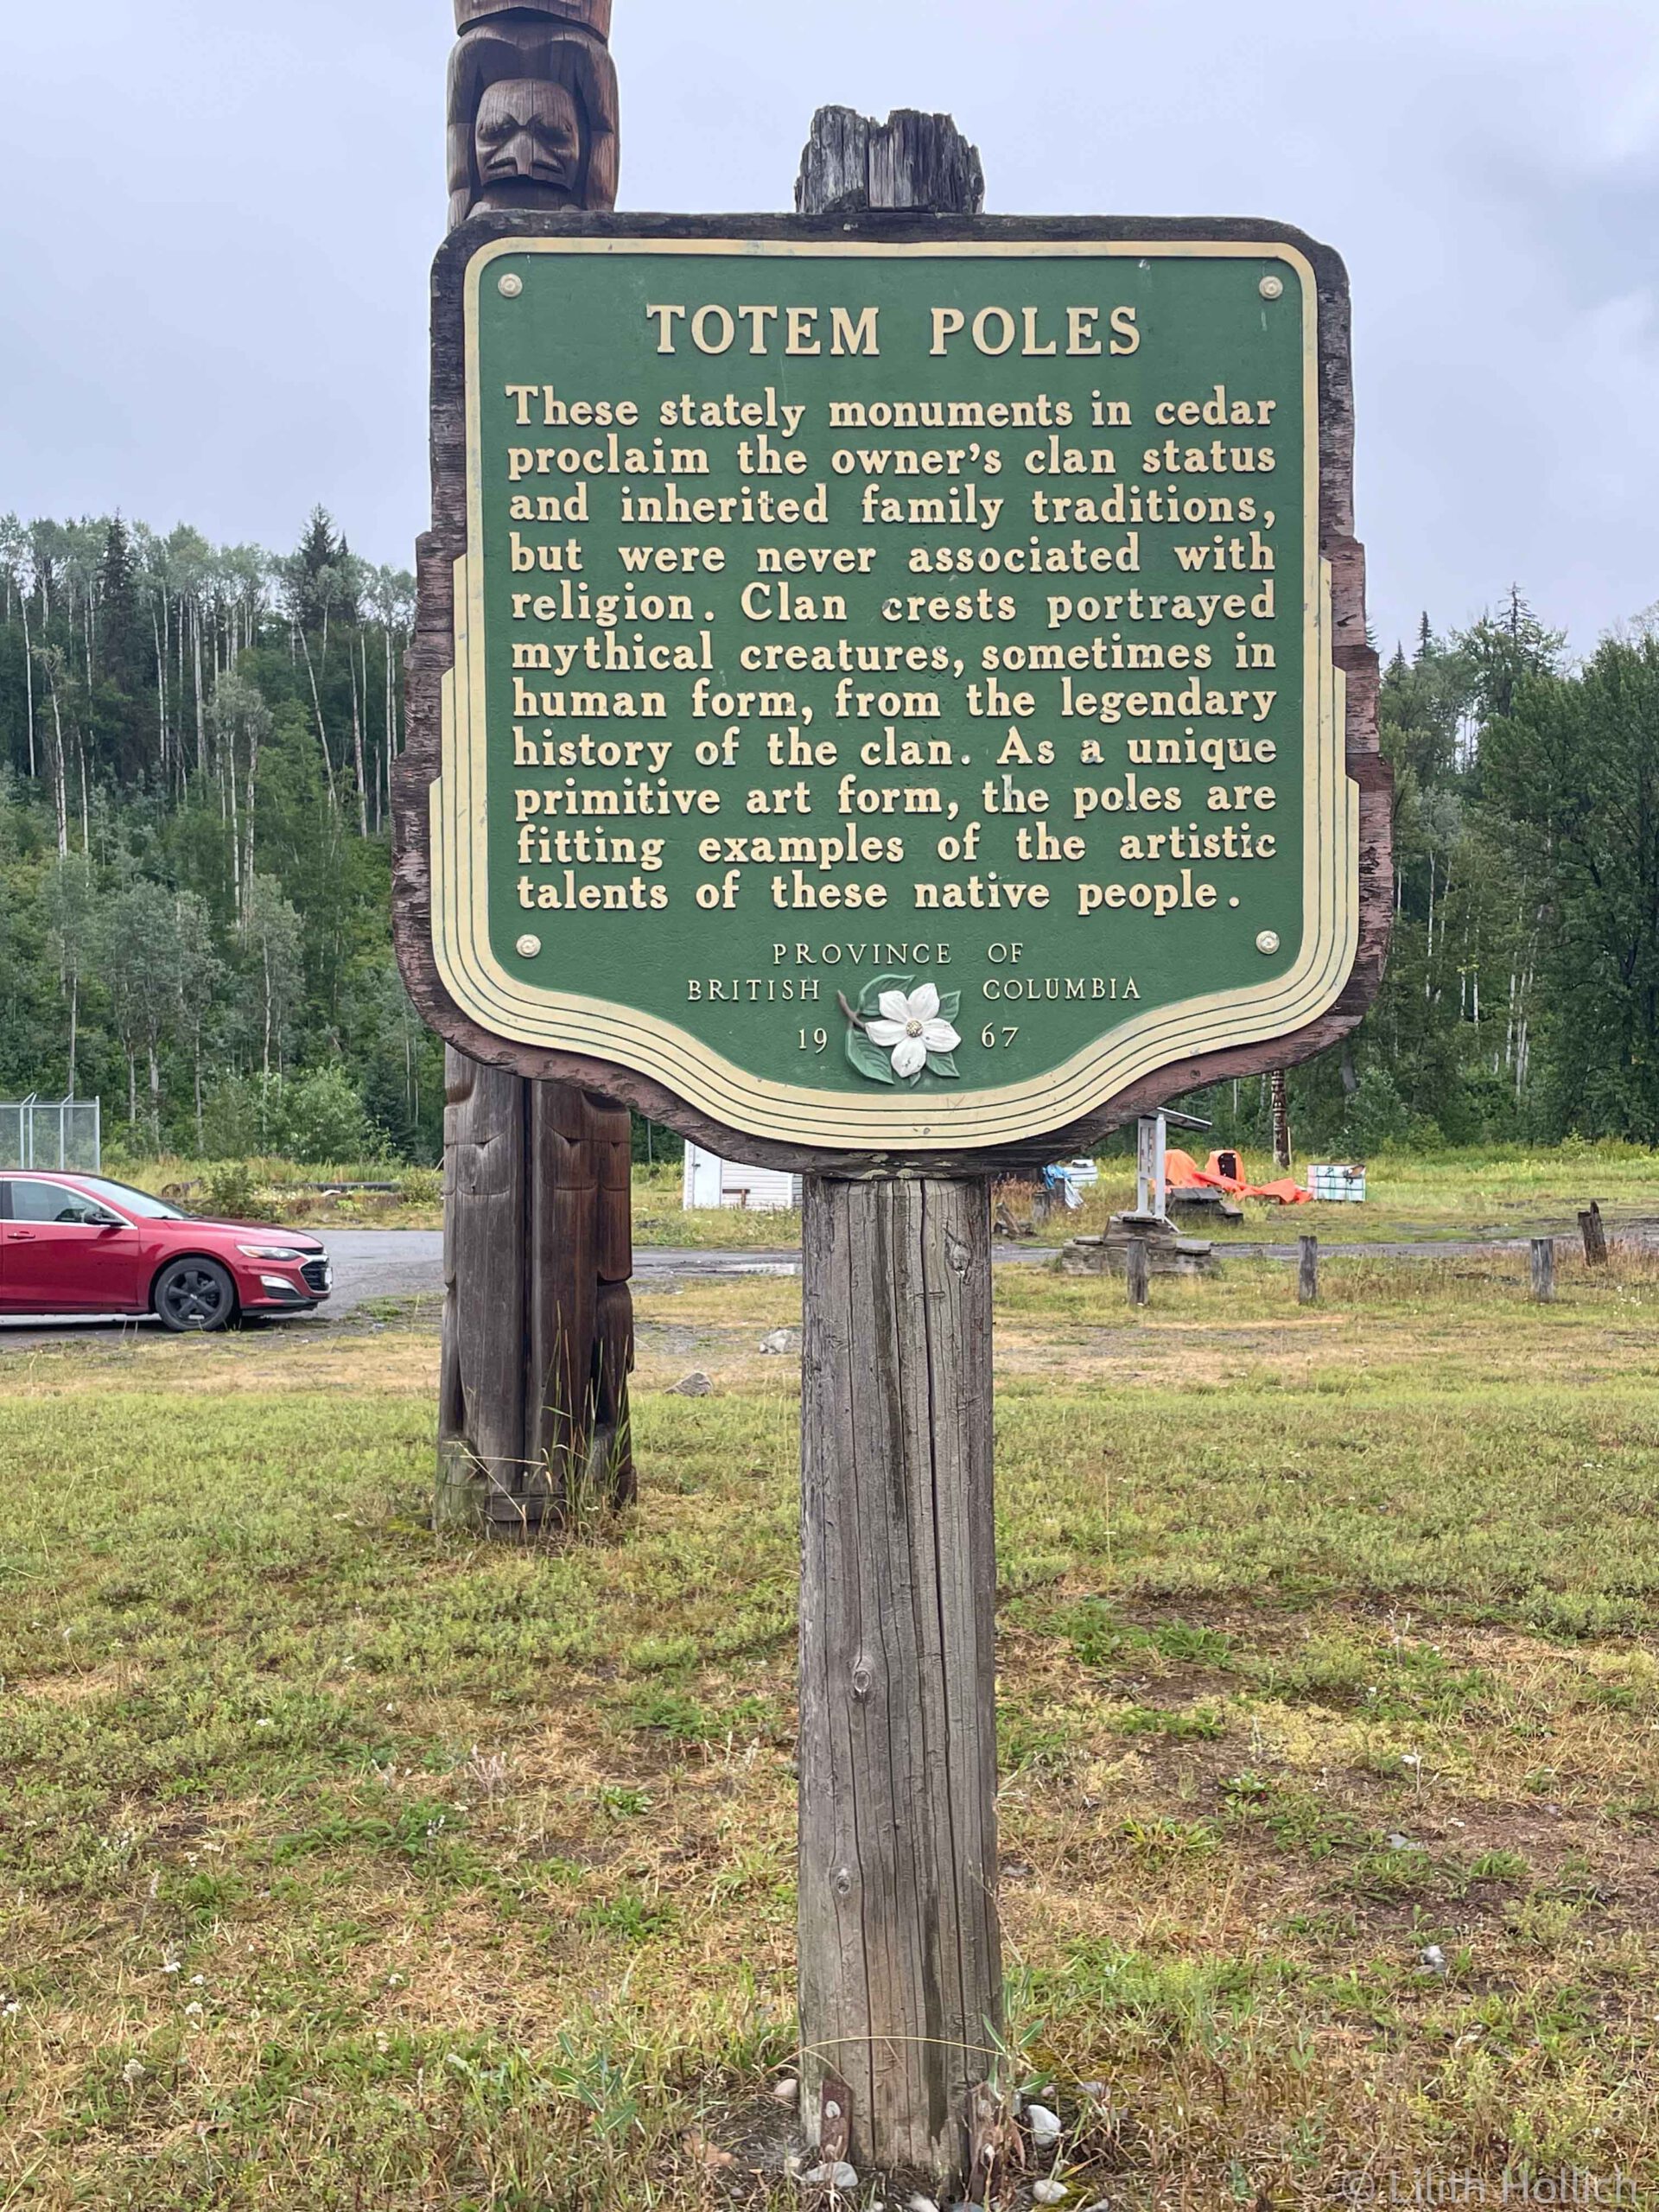 TOTEM POLES
These stately monuments in cedar
proclaim the owner's clan status
and inherited family traditions,
but were never associated with
religion. Clan crests portrayed
mythical creatures, sometimes in
human form, from the legendary
history of the clan. As a unique
primitive art form, the poles are
fitting examples of the artistic
talents of these native people.
PROVINCE OF
BRITISH COLUMBIA
19 67
© Lilith Hollich